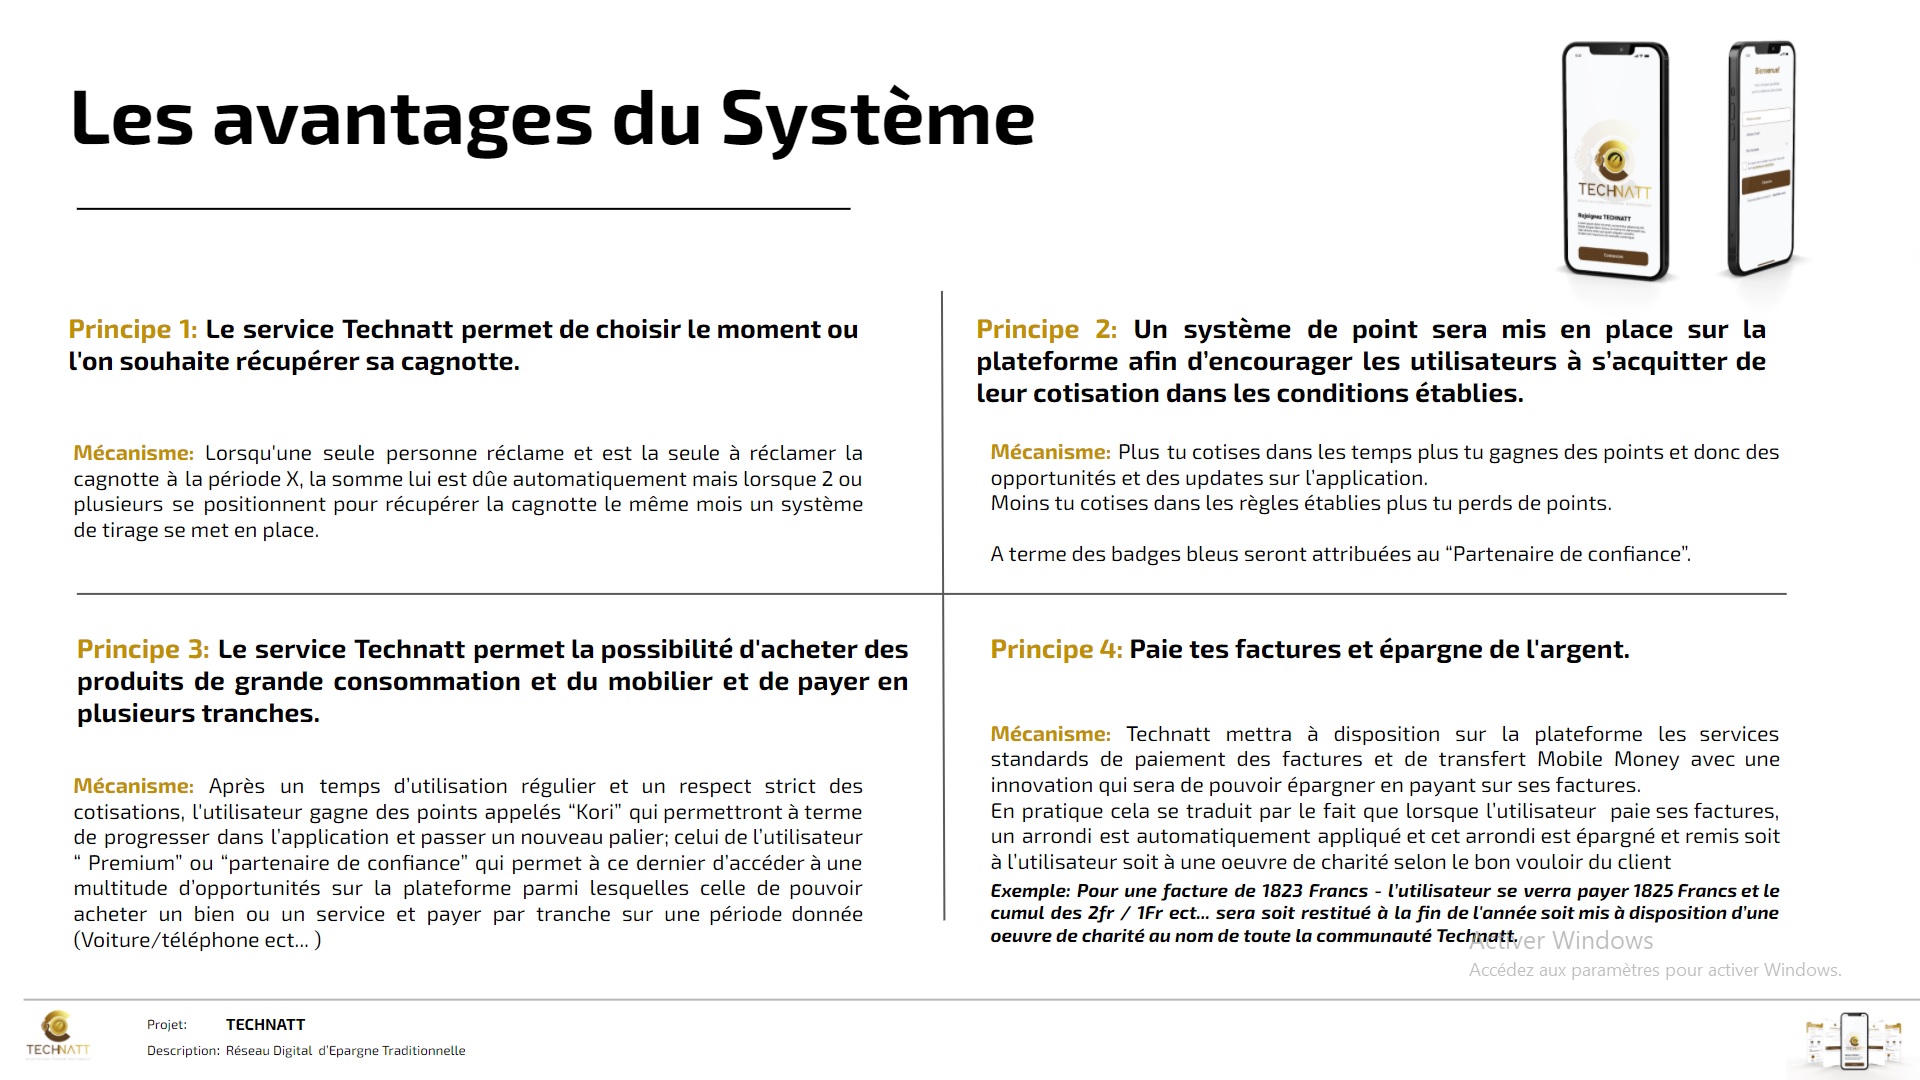 Les avantages du Système
TECHNATT
Rejoignez TECHNATT
Connexion
Bienvenue!
Principe 1: Le service Technatt permet de choisir le moment ou
l'on souhaite récupérer sa cagnotte.
Mécanisme: Lorsqu'une seule personne réclame et est la seule à réclamer la
cagnotte à la période X, la somme lui est dûe automatiquement mais lorsque 2 ou
plusieurs se positionnent pour récupérer la cagnotte le même mois un système
de tirage se met en place.
Principe 2: Un système de point sera mis en place sur la
plateforme afin d’encourager les utilisateurs à s’acquitter de
leur cotisation dans les conditions établies.
Mécanisme: Plus tu cotises dans les temps plus tu gagnes des points et donc des
opportunités et des updates sur l’application.
Moins tu cotises dans les règles établies plus tu perds de points.
A terme des badges bleus seront attribuées au “Partenaire de confiance”.
Principe 3: Le service Technatt permet la possibilité d'acheter des
produits de grande consommation et du mobilier et de payer en
plusieurs tranches.
Mécanisme: Après un temps d’utilisation régulier et un respect strict des
cotisations, l'utilisateur gagne des points appelés “Kori” qui permettront à terme
de progresser dans l’application et passer un nouveau palier; celui de l’utilisateur
“ Premium” ou “partenaire de confiance” qui permet à ce dernier d’accéder à une
multitude d’opportunités sur la plateforme parmi lesquelles celle de pouvoir
acheter un bien ou un service et payer par tranche sur une période donnée
(Voiture/téléphone ect... )
Principe 4: Paie tes factures et épargne de l'argent.
Mécanisme: Technatt mettra à disposition sur la plateforme les services
standards de paiement des factures et de transfert Mobile Money avec une
innovation qui sera de pouvoir épargner en payant sur ses factures.
En pratique cela se traduit par le fait que lorsque l’utilisateur paie ses factures,
un arrondi est automatiquement appliqué et cet arrondi est épargné et remis soit
à l’utilisateur soit à une oeuvre de charité selon le bon vouloir du client
Exemple: Pour une facture de 1823 Francs - l’utilisateur se verra payer 1825 Francs et le
cumul des 2fr / 1Fr ect... sera soit restitué à la fin de l'année soit mis à disposition d’une
oeuvre de charité au nom de toute la communauté Technatt.
Activer Windows
Accédez aux paramètres pour activer Windows.
TECHNATT
Projet: TECHNATT
Description: Réseau Digital d’Epargne Traditionnelle